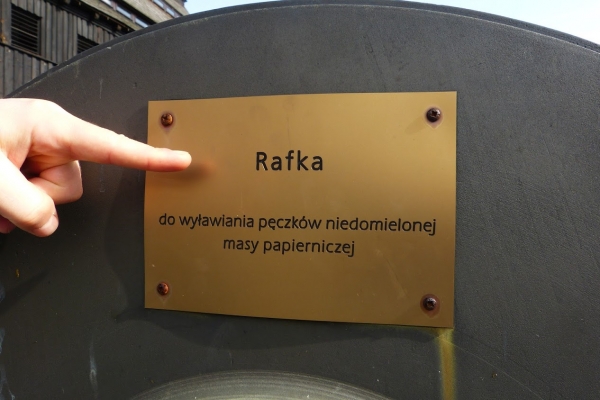 Rafka
do wyławiania pęczków niedomielonej
masy papierniczej